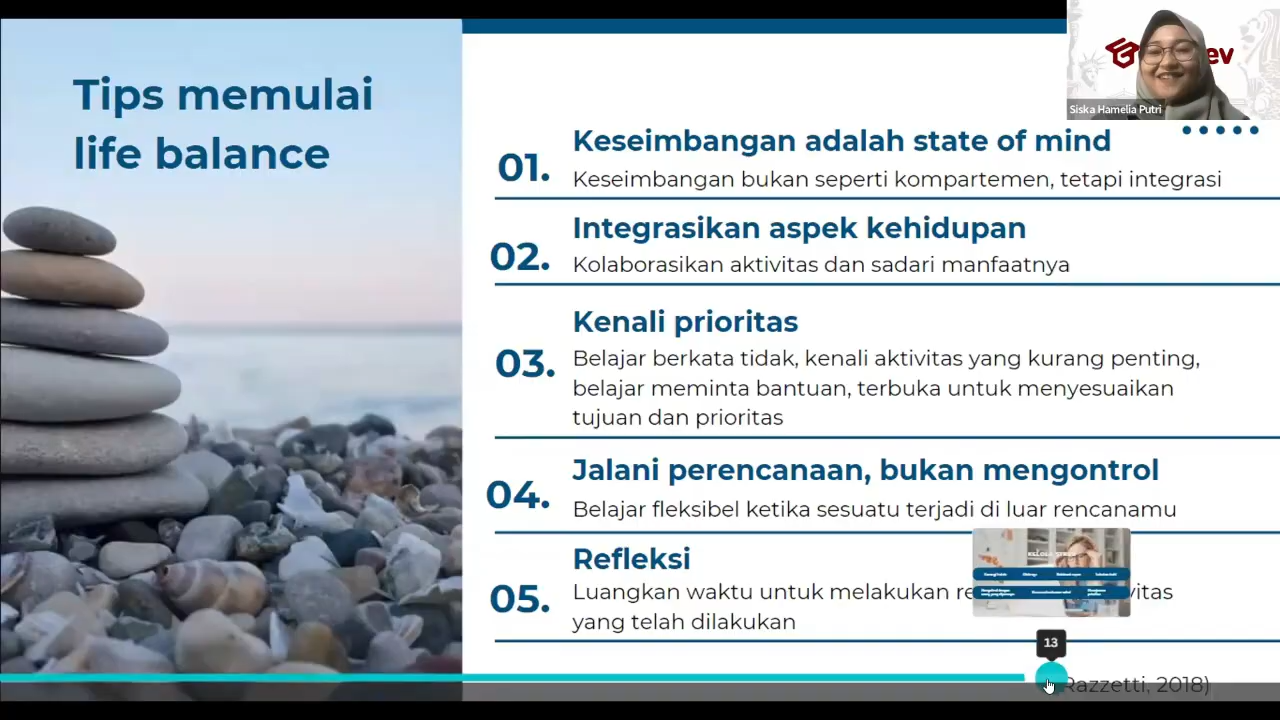 Tips memulai
life balance
Siska Hamelia Putri
01.
Keseimbangan adalah state of mind
Keseimbangan bukan seperti kompartemen, tetapi integrasi
02.
Integrasikan aspek kehidupan
Kolaborasikan aktivitas dan sadari manfaatnya
03.
Kenali prioritas
Belajar berkata tidak, kenali aktivitas yang kurang penting,
belajar meminta bantuan, terbuka untuk menyesuaikan
tujuan dan prioritas
04.
Jalani perencanaan, bukan mengontrol
Belajar fleksibel ketika sesuatu terjadi di luar rencanamu
05.
Refleksi
Luangkan waktu untuk melakukan
yang telah dilakukan
13
Razzetti, 2018)